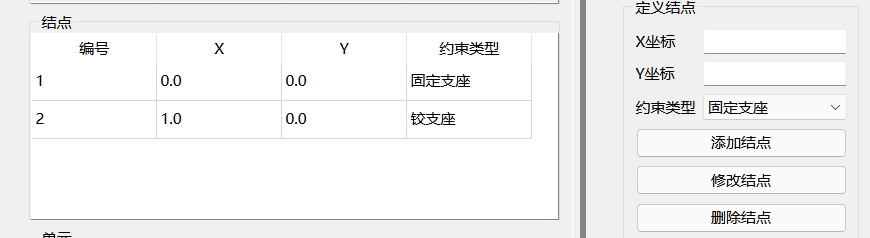 结点
编号 X Y 约束类型
1 0.0 0.0 固定支座
2 1.0 0.0 铰支座
单元
定义结点
X坐标
Y坐标
约束类型 固定支座
添加结点
修改结点
删除结点